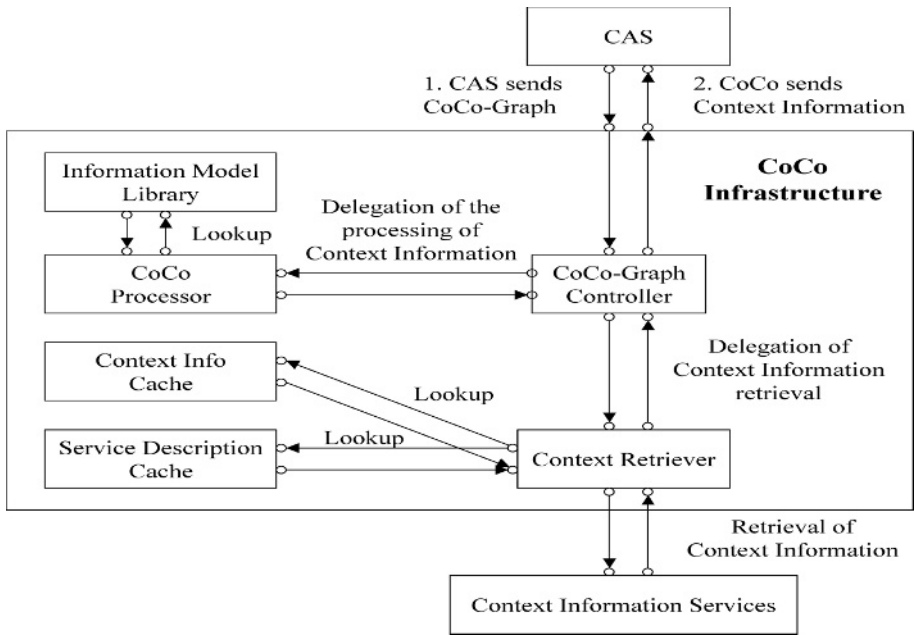 CAS
1. CAS sends
CoCo-Graph
2. CoCo sends
Context Information
CoCo
Infrastructure
Information Model
Library
Lookup
Delegation of the
processing of
Context Information
CoCo
Processor
CoCo-Graph
Controller
Context Info
Cache
Lookup
Delegation of
Context Information
retrieval
Service Description
Cache
Lookup
Context Retriever
Retrieval of
Context Information
Context Information Services